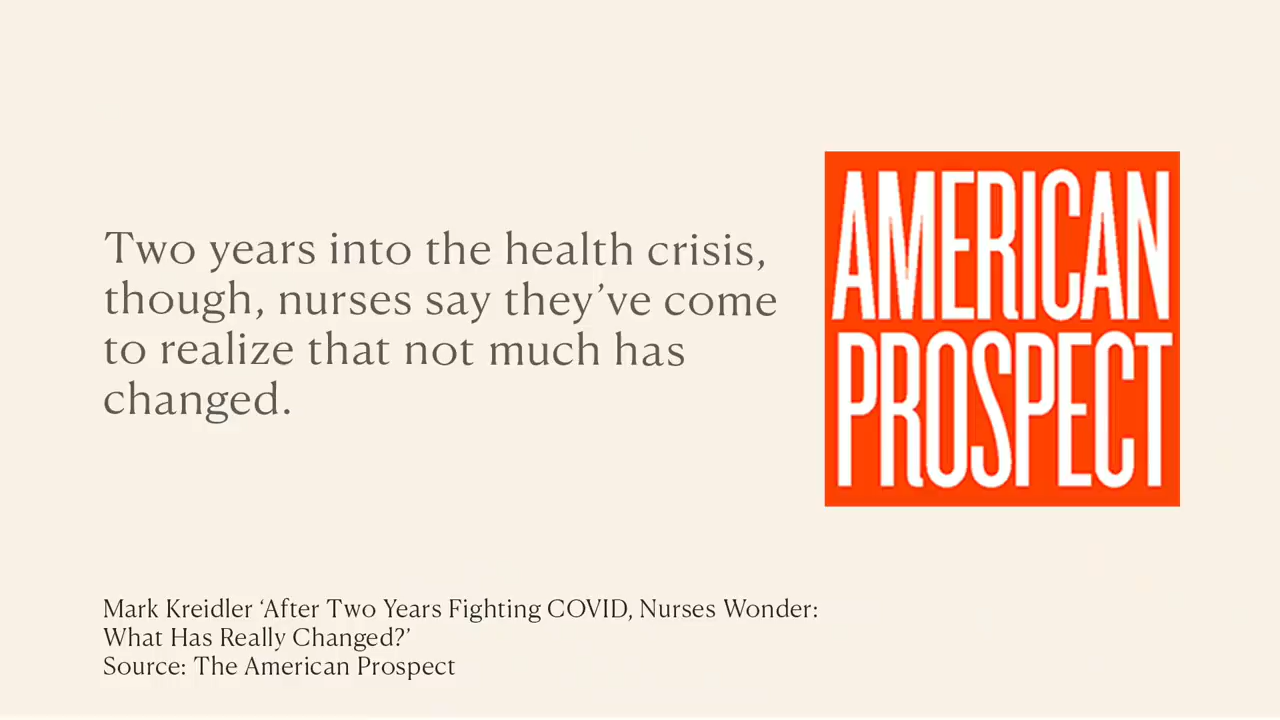 Two years into the health crisis,
though, nurses say they’ve come
to realize that not much has
changed.
AMERICAN
PROSPECT
Mark Kreidler ‘After Two Years Fighting COVID, Nurses Wonder:
What Has Really Changed?’
Source: The American Prospect